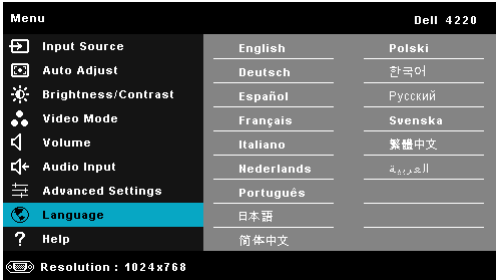 Menu Dell 4220
Input Source
Auto Adjust
Brightness/Contrast
Video Mode
Volume
Audio Input
Advanced Settings
Language
Help
English Polski
Deutsch 한국어
Español Русский
Français Svenska
Italiano 繁體中文
Nederlands العربية
Português
日本語
简体中文
Resolution : 1024x768